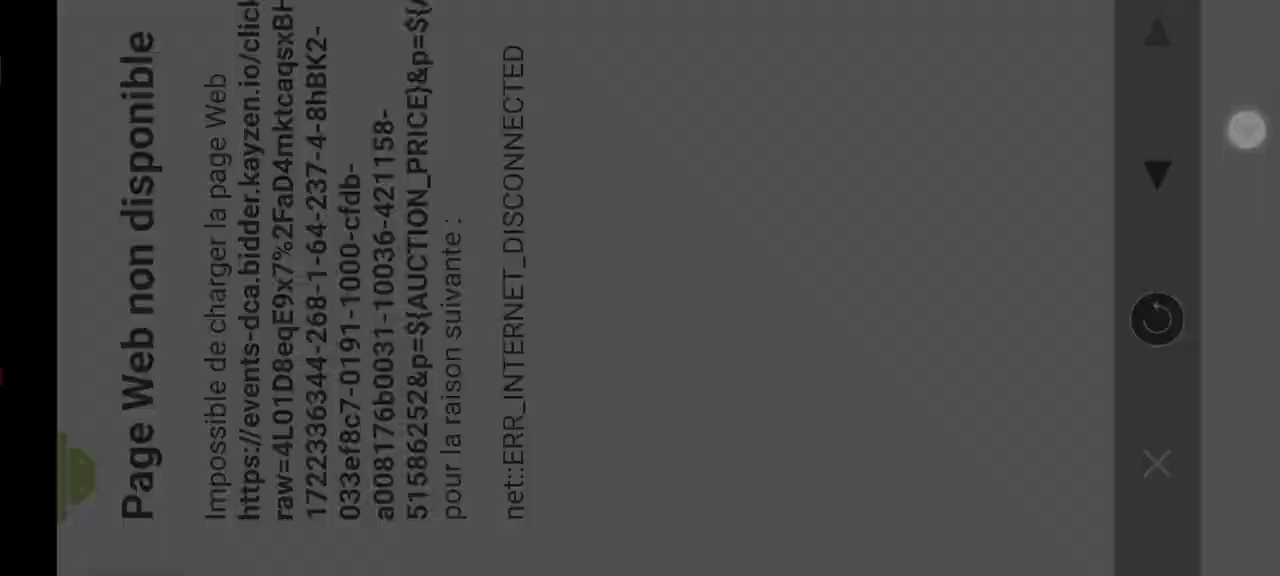 Page Web non disponible
Impossible de charger la page Web
https://events-dca.bidder.kayzen.io/click
raw=4L01D8eqE9x7%2FaD4mktcaqsxBH
1722336344-268-1-64-237-4-8hBK2-
033ef8c7-0191-1000-cfdb-
a008176b0031-10036-421158-
51586252&p=${AUCTION_PRICE}&p=${A
pour la raison suivante :
net::ERR_INTERNET_DISCONNECTED